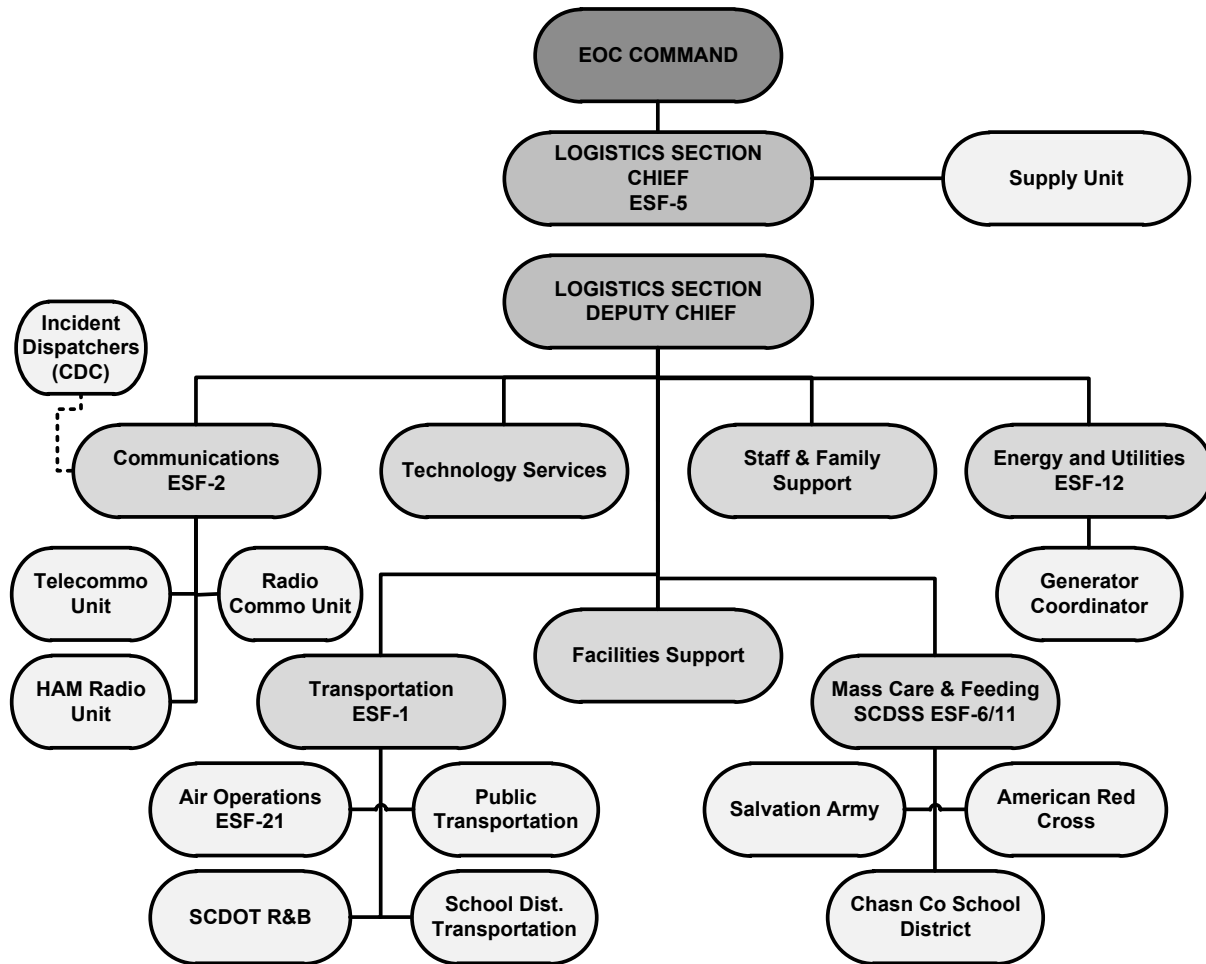 EOC COMMAND
LOGISTICS SECTION
CHIEF
ESF-5
Supply Unit
LOGISTICS SECTION
DEPUTY CHIEF
Incident
Dispatchers
(CDC)
Communications
ESF-2
Technology Services
Staff & Family
Support
Energy and Utilities
ESF-12
Telecommo
Unit
Radio
Commo Unit
Generator
Coordinator
HAM Radio
Unit
Transportation
ESF-1
Facilities Support
Mass Care & Feeding
SCDSS ESF-6/11
Air Operations
ESF-21
Public
Transportation
Salvation Army
American Red
Cross
SCDOT R&B
School Dist.
Transportation
Chasn Co School
District